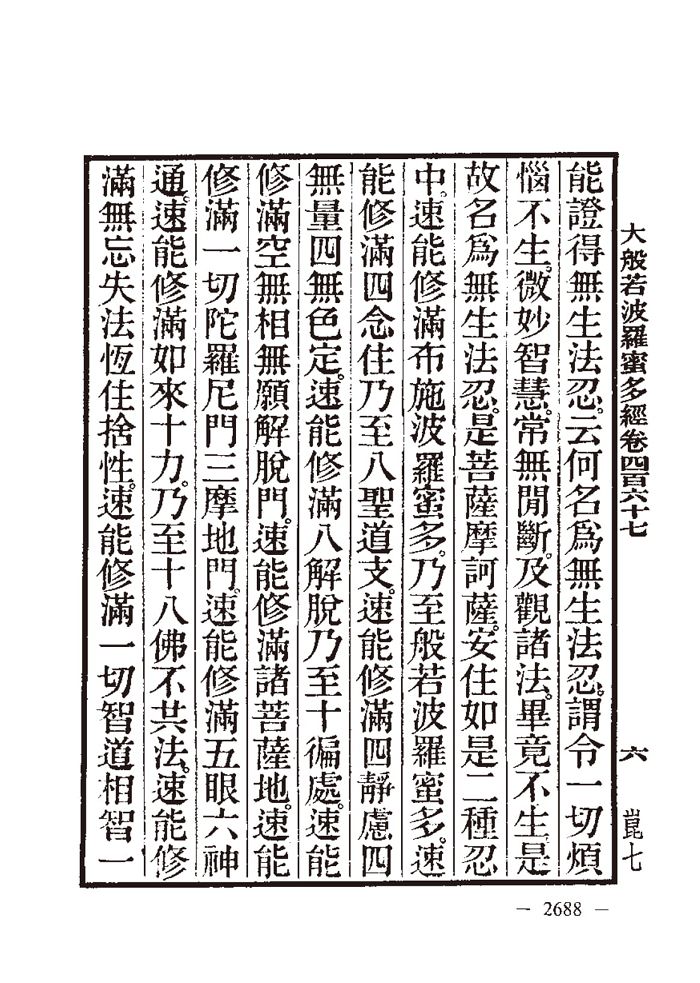 大般若波羅蜜多經卷四百六十七　六　崑七
能證得無生法忍。云何名爲無生法忍。謂令一切煩
惱不生。微妙智慧。常無閒斷。及觀諸法。畢竟不生。是
故名爲無生法忍。是菩薩摩訶薩。安住如是二種忍
中。速能修滿布施波羅蜜多。乃至般若波羅蜜多。速
能修滿四念住乃至八聖道支。速能修滿四靜慮四
無量四無色定。速能修滿八解脫乃至十徧處。速能
修滿空無相無願解脫門。速能修滿諸菩薩地。速能
修滿一切陀羅尼門三摩地門。速能修滿五眼六神
通。速能修滿如來十力。乃至十八佛不共法。速能修
滿無忘失法恆住捨性。速能修滿一切智道相智一
— 2688 —